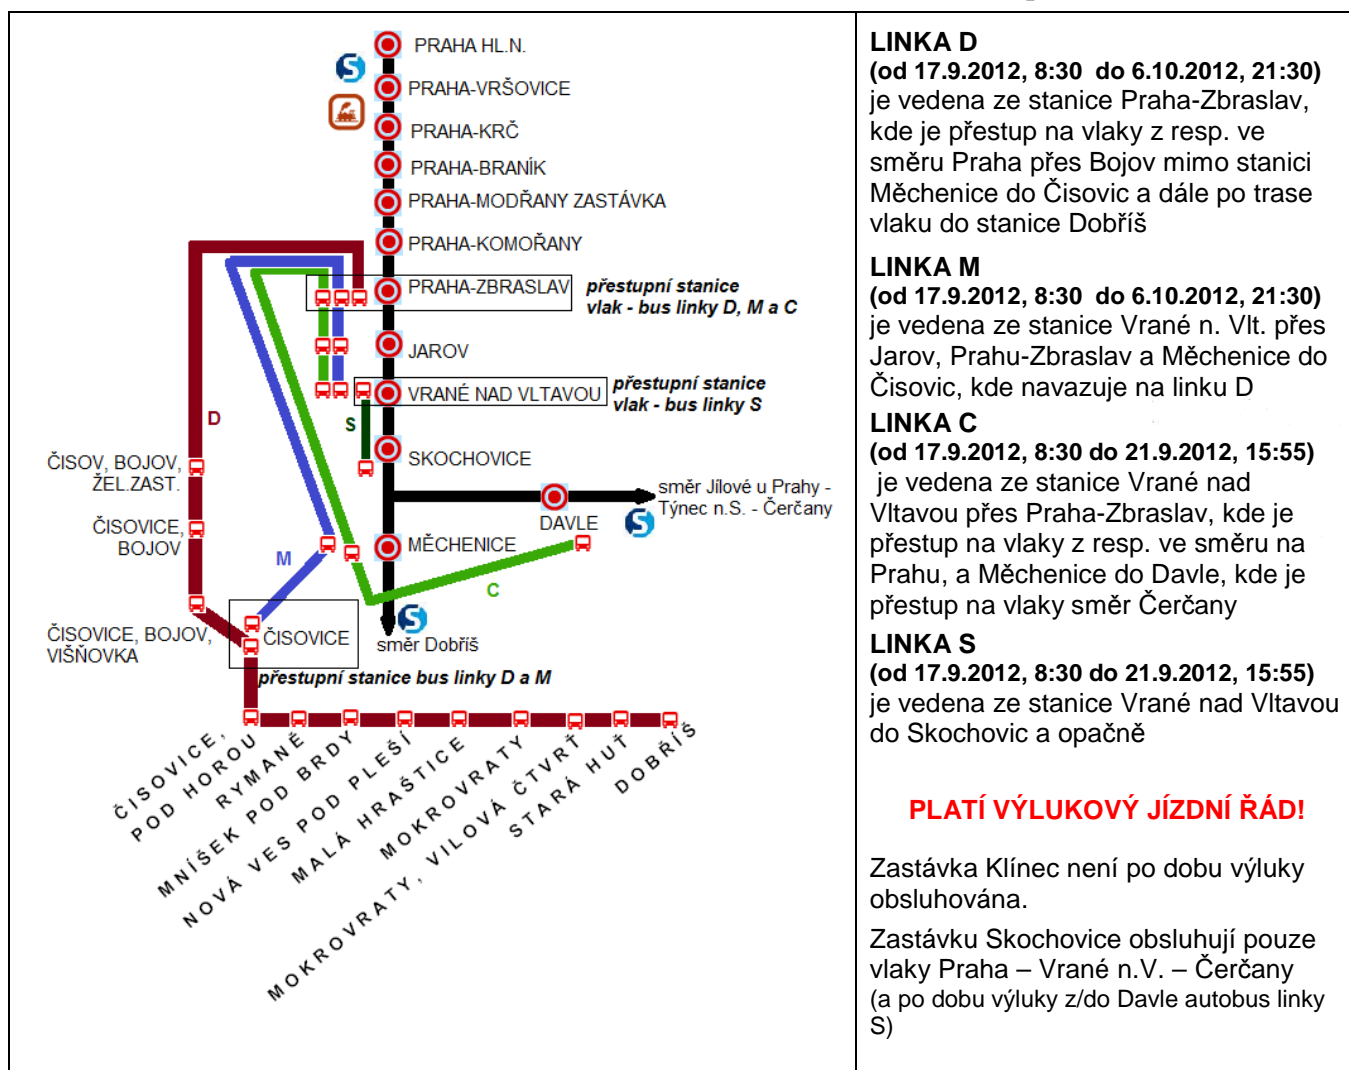 PRAHA HL.N.
PRAHA-VRŠOVICE
PRAHA-KRČ
PRAHA-BRANÍK
PRAHA-MODŘANY ZASTÁVKA
PRAHA-KOMOŘANY
PRAHA-ZBRASLAV
přestupní stanice
vlak - bus linky D, M a C
JAROV
VRANÉ NAD VLTAVOU
přestupní stanice
vlak - bus linky S
D
S
SKOCHOVICE
ČISOV, BOJOV,
ŽEL.ZAST.
směr Jílové u Prahy -
Týnec n.S. - Čerčany
DAVLE
ČISOVICE,
BOJOV
MĚCHENICE
M
C
ČISOVICE, BOJOV,
VIŠŇOVKA
ČISOVICE
směr Dobříš
přestupní stanice bus linky D a M
ČISOVICE,
POD HOROU
RYMANĚ
MNÍŠEK POD BRDY
NOVÁ VES POD PLEŠÍ
MALÁ HRAŠTICE
MOKROVRATY
MOKROVRATY, VILOVÁ ČTVRŤ
STARÁ HUŤ
DOBŘÍŠ
LINKA D
(od 17.9.2012, 8:30 do 6.10.2012, 21:30)
je vedena ze stanice Praha-Zbraslav,
kde je přestup na vlaky z resp. ve
směru Praha přes Bojov mimo stanici
Měchenice do Čisovic a dále po trase
vlaku do stanice Dobříš
LINKA M
(od 17.9.2012, 8:30 do 6.10.2012, 21:30)
je vedena ze stanice Vrané n. Vlt. přes
Jarov, Prahu-Zbraslav a Měchenice do
Čisovic, kde navazuje na linku D
LINKA C
(od 17.9.2012, 8:30 do 21.9.2012, 15:55)
je vedena ze stanice Vrané nad
Vltavou přes Praha-Zbraslav, kde je
přestup na vlaky z resp. ve směru na
Prahu, a Měchenice do Davle, kde je
přestup na vlaky směr Čerčany
LINKA S
(od 17.9.2012, 8:30 do 21.9.2012, 15:55)
je vedena ze stanice Vrané nad Vltavou
do Skochovic a opačně
PLATÍ VÝLUKOVÝ JÍZDNÍ ŘÁD!
Zastávka Klínec není po dobu výluky
obsluhována.
Zastávku Skochovice obsluhují pouze
vlaky Praha – Vrané n.V. – Čerčany
(a po dobu výluky z/do Davle autobus linky
S)